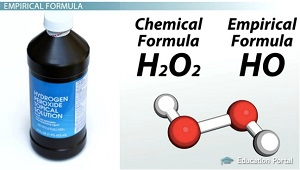 EMPIRICAL FORMULA
HYDROGEN
PEROXIDE
TOPICAL
SOLUTION
Chemical
Formula
H₂O₂
Empirical
Formula
HO
Education Portal